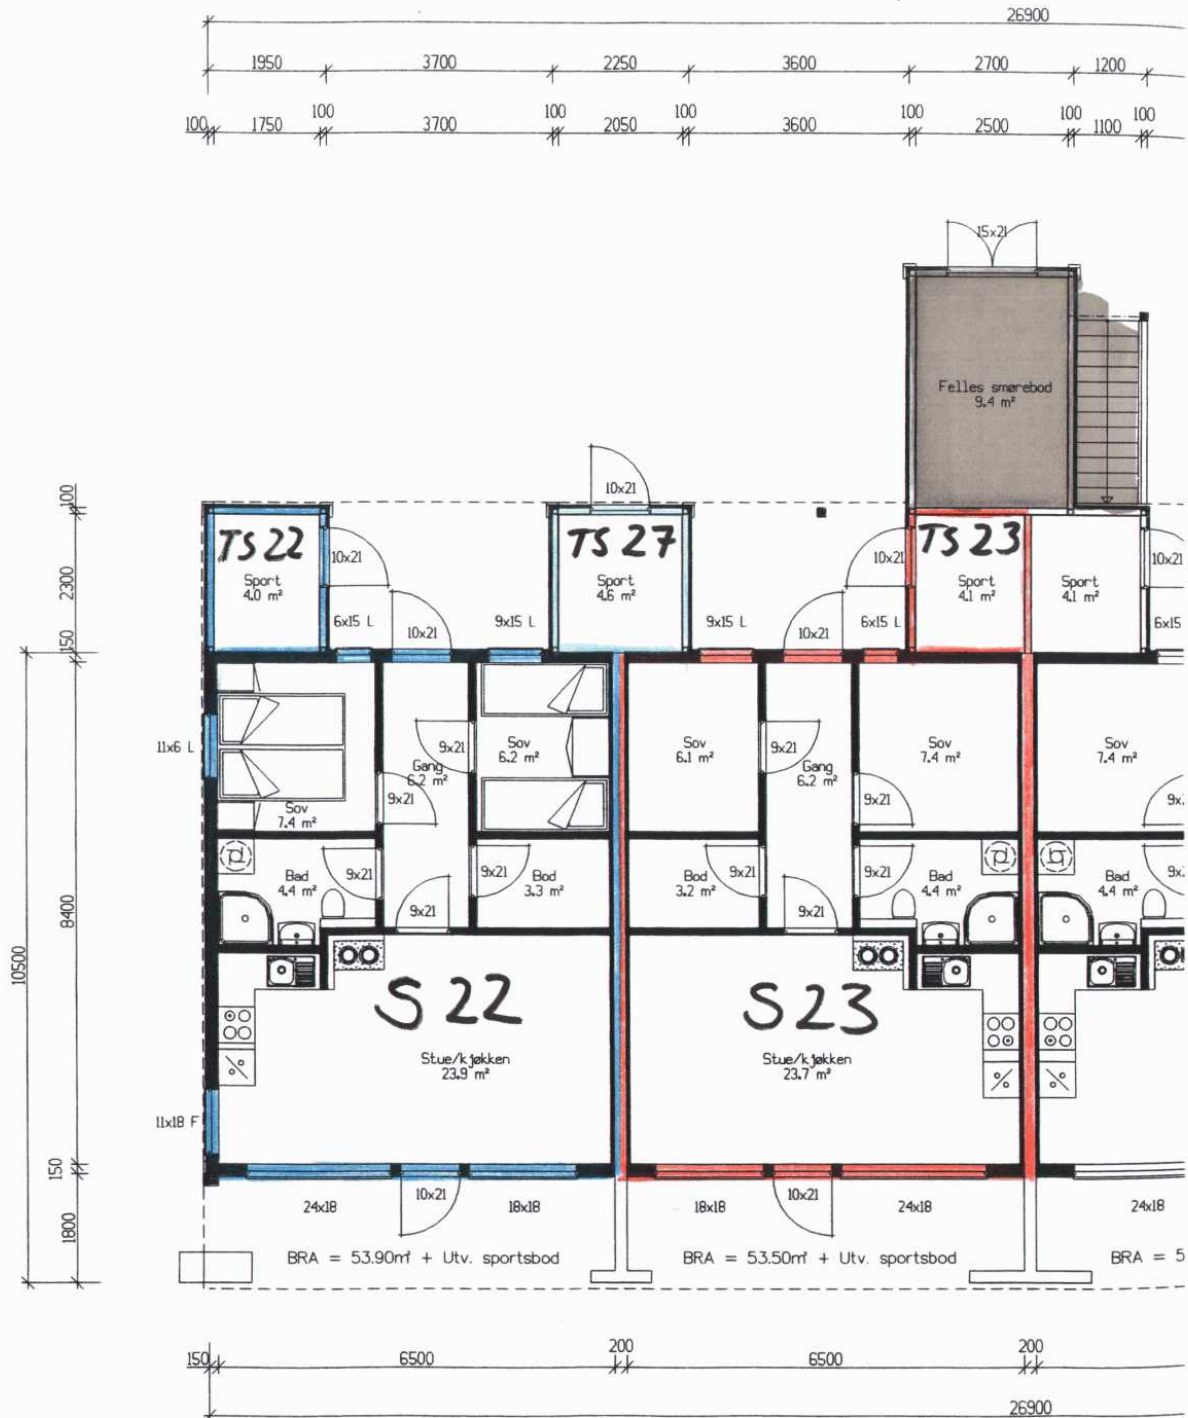 26900
1950 3700 2250 3600 2700 1200
100 1750 100 3700 100 2050 100 3600 100 2500 100 1100 100
15x21
Felles smørebod
9.4 m²
10x21
100
2300
150
TS 22
Sport
4.0 m²
10x21
TS 27
Sport
4.6 m²
10x21
TS 23
Sport
4.1 m²
Sport
4.1 m²
10x21
6x15 L
10x21
9x15 L
9x15 L
10x21
6x15 L
6x15
11x6 L
Sov
7.4 m²
Gang
6.2 m²
9x21
9x21
Sov
6.2 m²
Sov
6.1 m²
9x21
Gang
6.2 m²
9x21
Sov
7.4 m²
Sov
7.4 m²
9x
Bad
4.4 m²
9x21
9x21
Bod
3.3 m²
Bod
3.2 m²
9x21
9x21
Bad
4.4 m²
Bad
4.4 m²
9x
9x21
9x21
8400
10500
S 22
Stue/kjøkken
23.9 m²
S 23
Stue/kjøkken
23.7 m²
11x18 F
150
1800
24x18
10x21
18x18
18x18
10x21
24x18
24x18
BRA = 53.90m² + Utv. sportsbod
BRA = 53.50m² + Utv. sportsbod
BRA = 5
150 6500 200 6500 200
26900